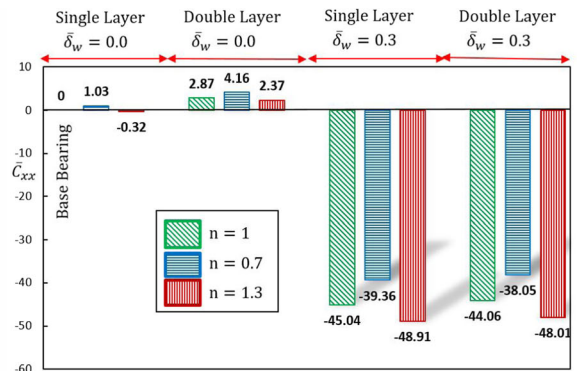 Single Layer Double Layer Single Layer Double Layer
δ̄w = 0.0 δ̄w = 0.0 δ̄w = 0.3 δ̄w = 0.3
10
0
-10
-20
-30
-40
-50
-60
C̄xx
Base Bearing
0 1.03 -0.32
2.87 4.16 2.37
-45.04 -39.36 -48.91
-44.06 -38.05 -48.01
n = 1
n = 0.7
n = 1.3